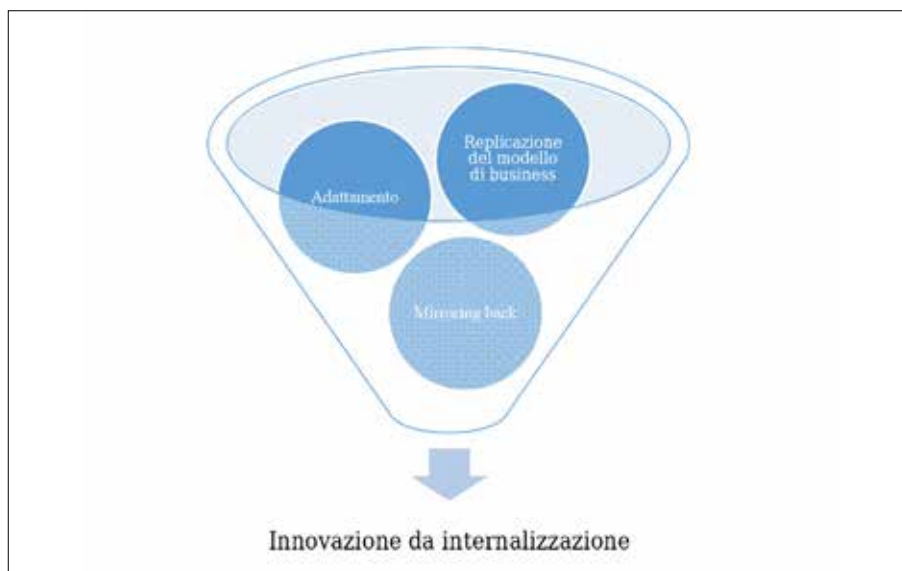 Replicazione
del modello
di business
Adattamento
Mirroring back
Innovazione da internalizzazione